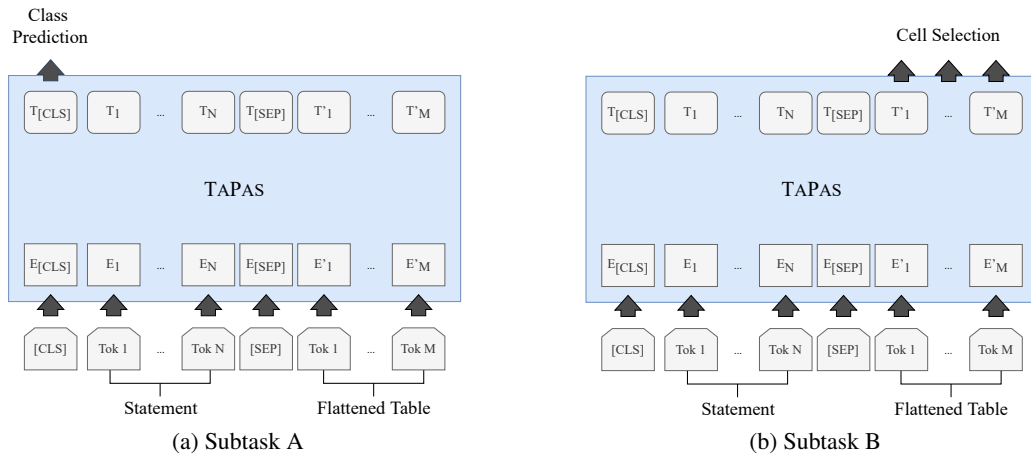 Class
Prediction
T[CLS] T1 ... TN T[SEP] T'1 ... T'M
TAPAS
E[CLS] E1 ... EN E[SEP] E'1 ... E'M
[CLS] Tok 1 ... Tok N [SEP] Tok 1 ... Tok M
Statement Flattened Table
(a) Subtask A
Cell Selection
T[CLS] T1 ... TN T[SEP] T'1 ... T'M
TAPAS
E[CLS] E1 ... EN E[SEP] E'1 ... E'M
[CLS] Tok 1 ... Tok N [SEP] Tok 1 ... Tok M
Statement Flattened Table
(b) Subtask B